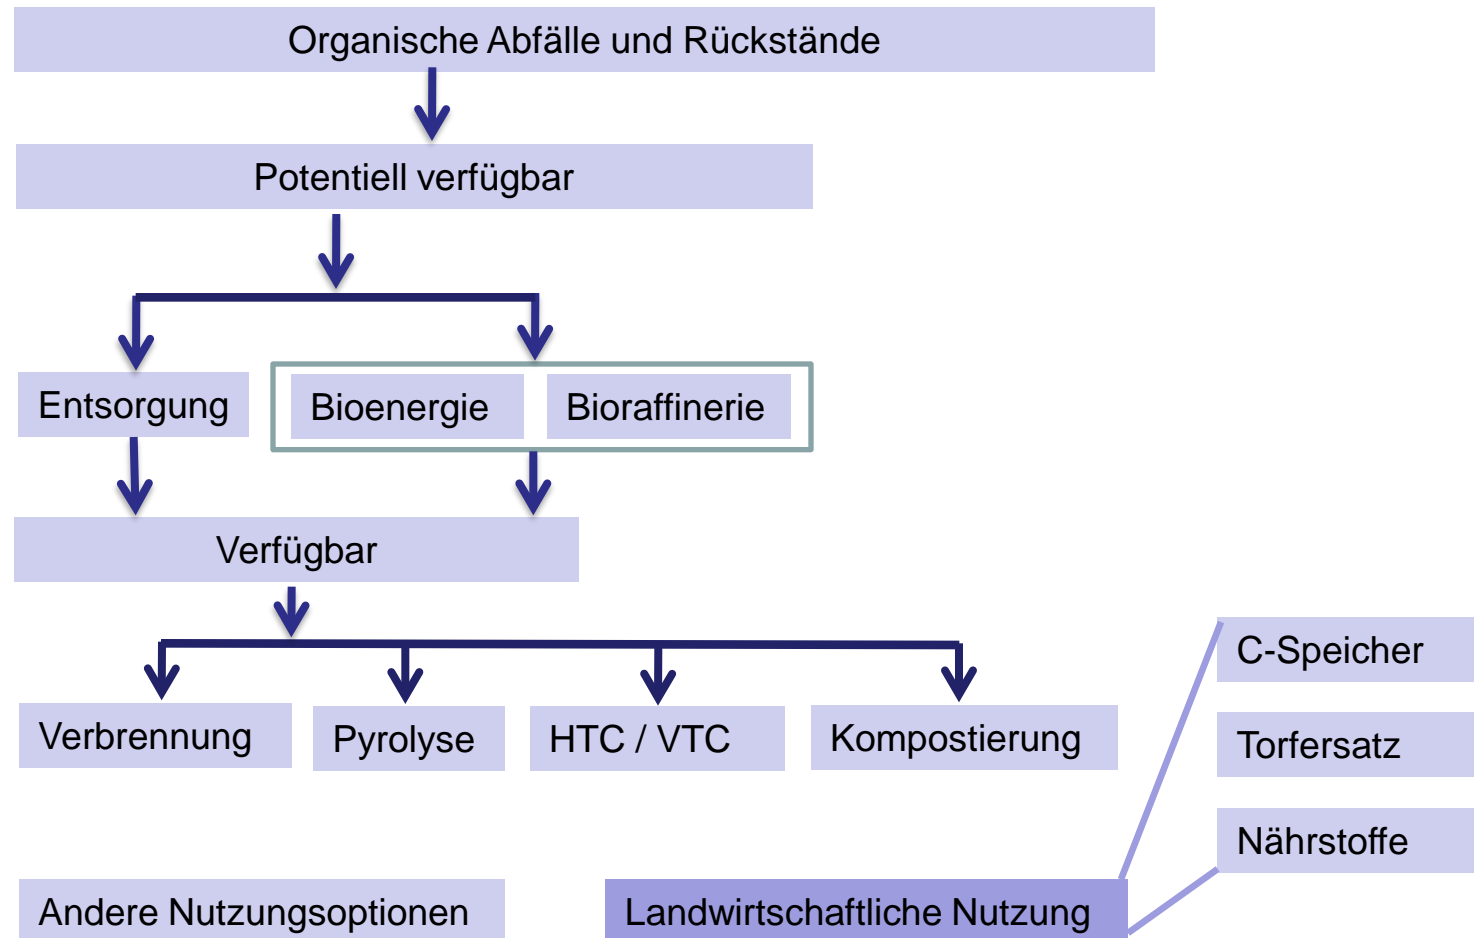 Organische Abfälle und Rückstände
Potentiell verfügbar
Entsorgung
Bioenergie
Bioraffinerie
Verfügbar
Verbrennung
Pyrolyse
HTC / VTC
Kompostierung
C-Speicher
Torfersatz
Nährstoffe
Andere Nutzungsoptionen
Landwirtschaftliche Nutzung